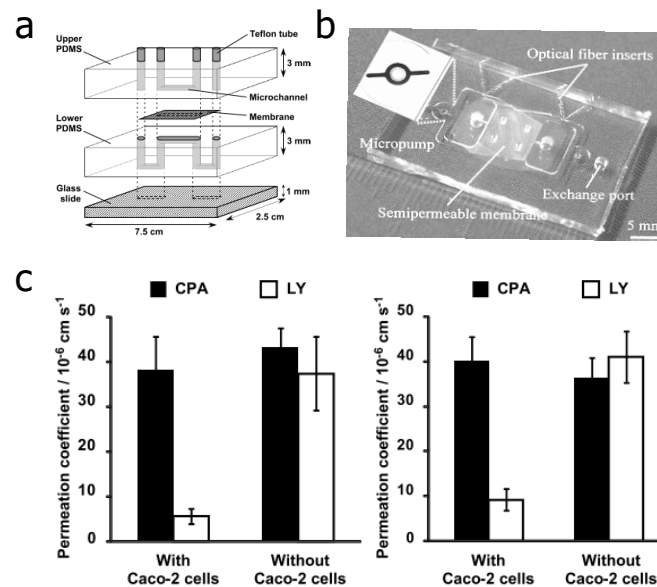 a
Upper
PDMS
Teflon tube
3 mm
Microchannel
Membrane
Lower
PDMS
3 mm
Glass
slide
1 mm
2.5 cm
7.5 cm
b
Optical fiber inserts
Micropump
Exchange port
Semipermeable membrane
5 mm
c
CPA LY
Permeation coefficient / 10⁻⁶ cm s⁻¹
50
40
30
20
10
0
With
Caco-2 cells
Without
Caco-2 cells
CPA LY
Permeation coefficient / 10⁻⁶ cm s⁻¹
50
40
30
20
10
0
With
Caco-2 cells
Without
Caco-2 cells